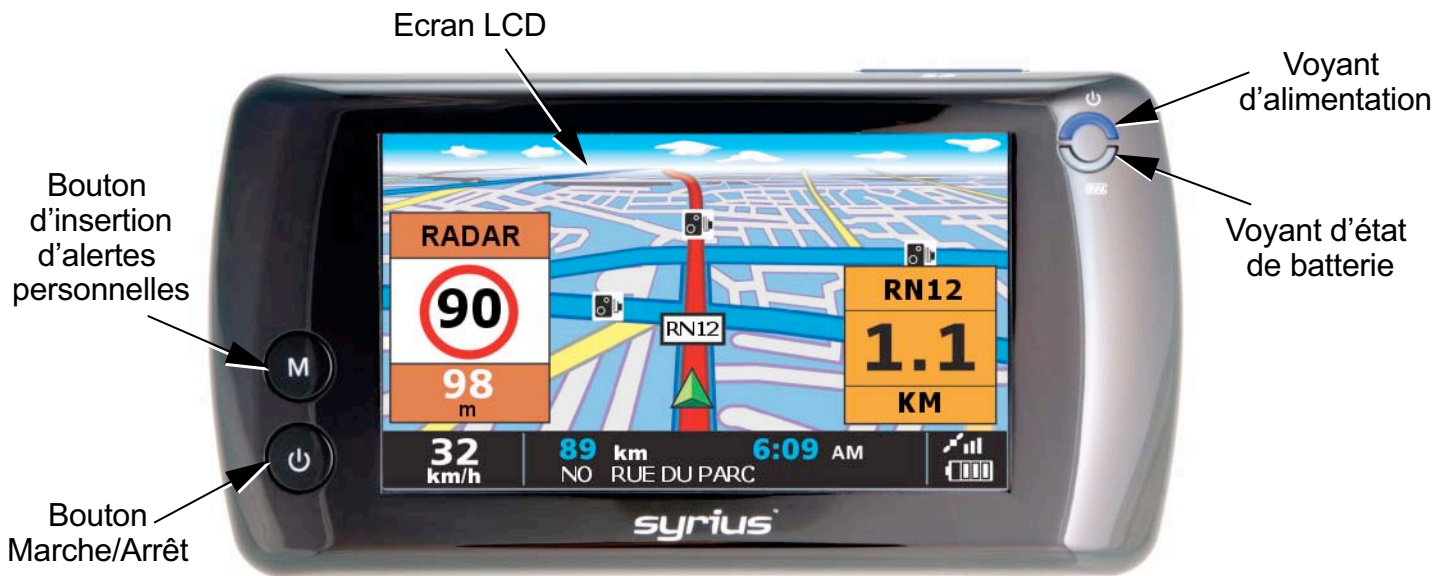 Ecran LCD
Voyant
d'alimentation
Bouton
d'insertion
d'alertes
personnelles
Voyant d'état
de batterie
RADAR
90
98
m
RN12
RN12
1.1
KM
M
32
km/h
89 km 6:09 AM
NO RUE DU PARC
syrius
Bouton
Marche/Arrêt